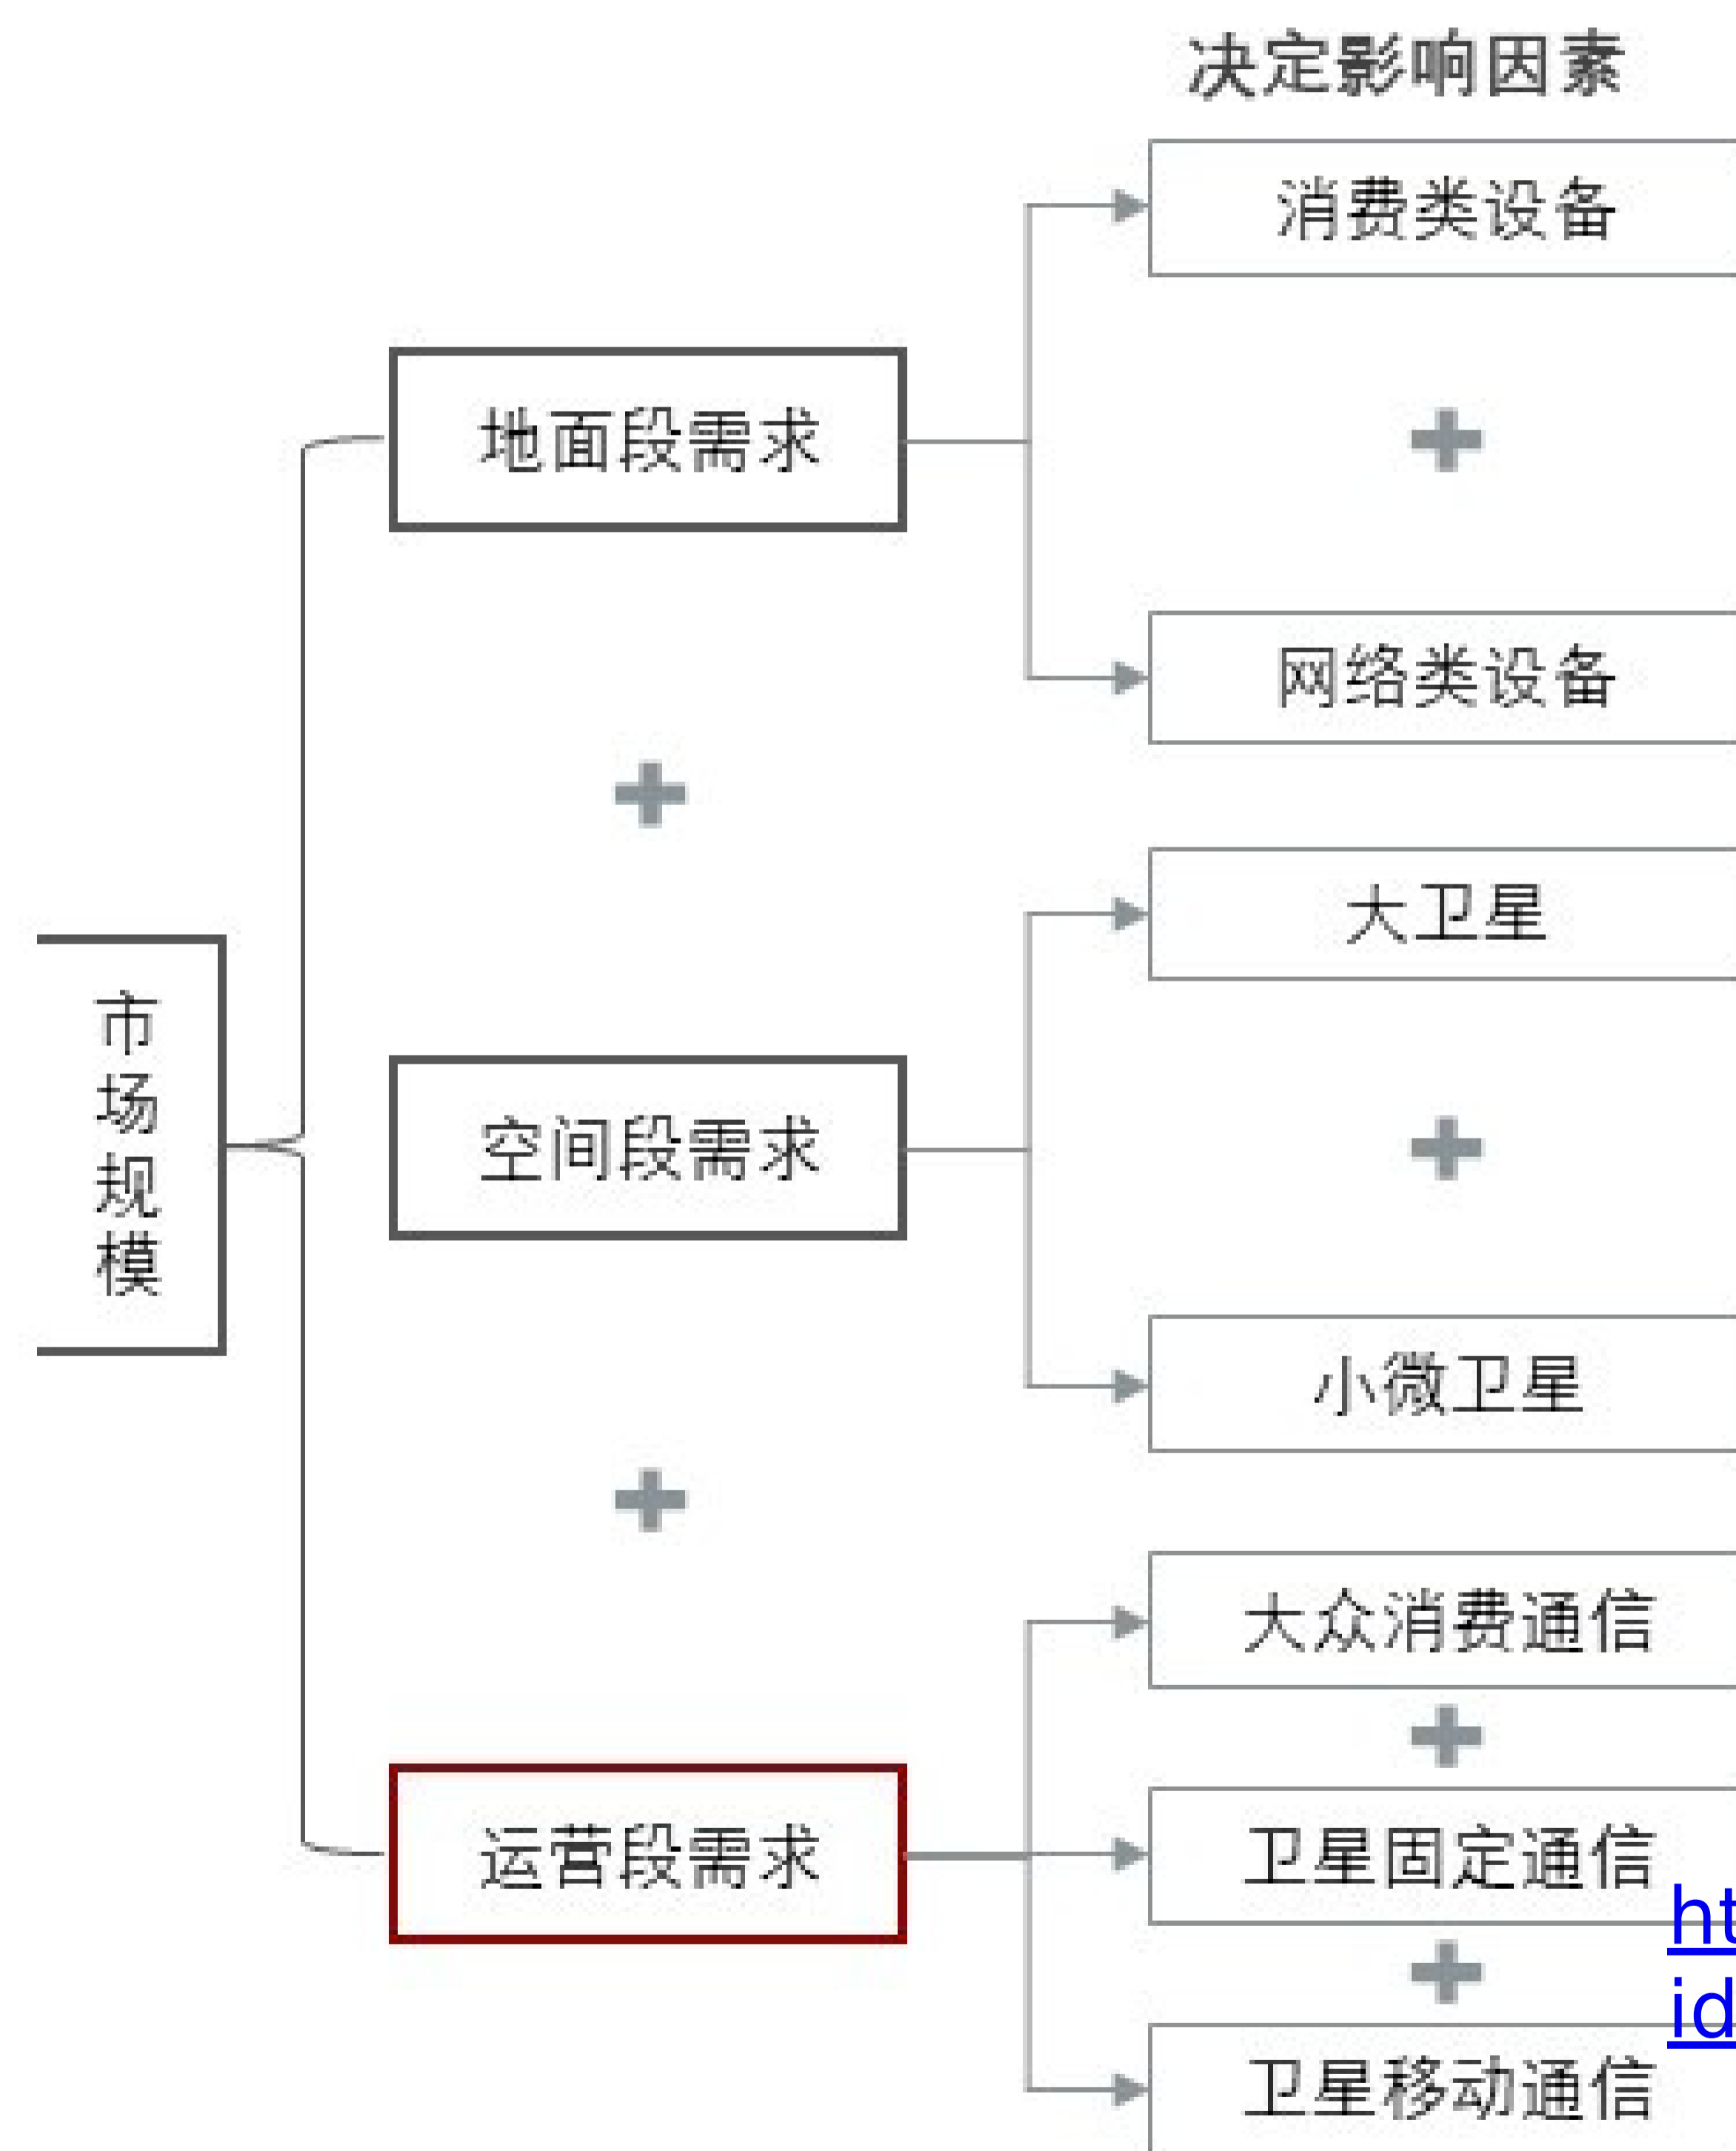 决定影响因素
消费类设备
地面段需求
网络类设备
大卫星
市
场
规
模
空间段需求
小微卫星
大众消费通信
运营段需求
卫星固定通信
ht
id
卫星移动通信